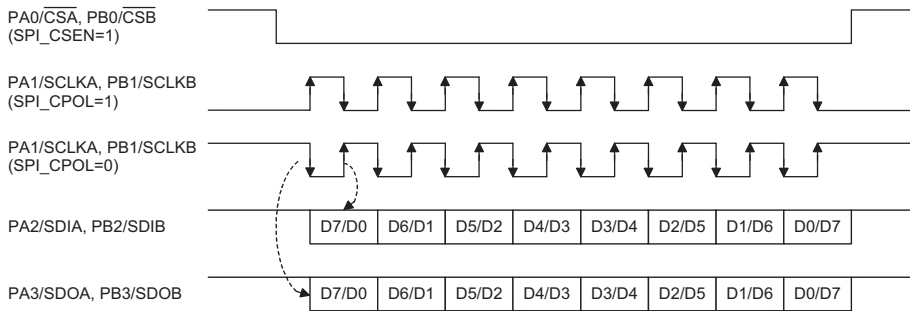 PA0/CSA, PB0/CSB
(SPI_CSEN=1)
PA1/SCLKA, PB1/SCLKB
(SPI_CPOL=1)
PA1/SCLKA, PB1/SCLKB
(SPI_CPOL=0)
PA2/SDIA, PB2/SDIB D7/D0 D6/D1 D5/D2 D4/D3 D3/D4 D2/D5 D1/D6 D0/D7
PA3/SDOA, PB3/SDOB D7/D0 D6/D1 D5/D2 D4/D3 D3/D4 D2/D5 D1/D6 D0/D7